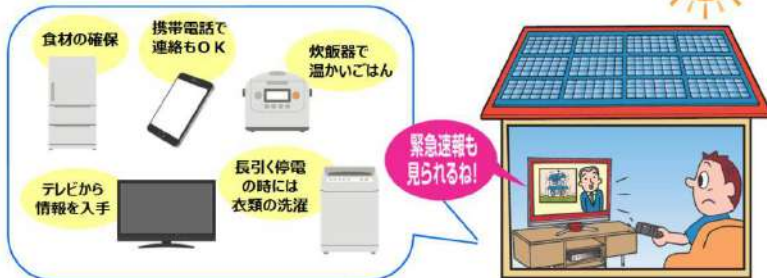 食材の確保
携帯電話で
連絡もOK
炊飯器で
温かいごはん
テレビから
情報を入手
長引く停電
の時には
衣類の洗濯
緊急速報も
見られるね!